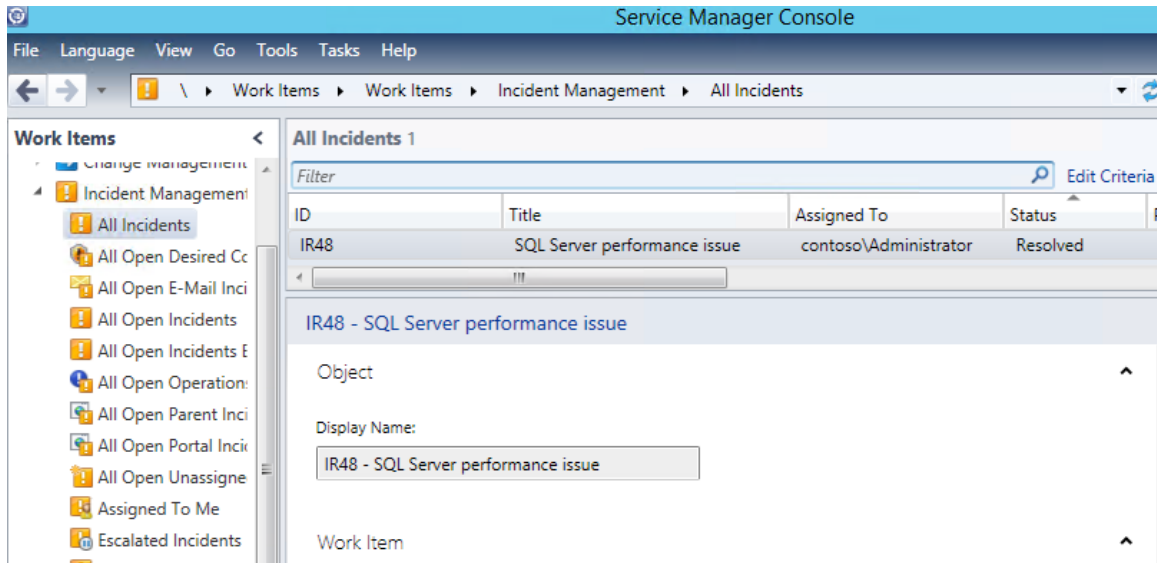 Service Manager Console
File Language View Go Tools Tasks Help
\ Work Items Work Items Incident Management All Incidents
Work Items
Change Management
Incident Management
All Incidents
All Open Desired Cc
All Open E-Mail Inci
All Open Incidents
All Open Incidents E
All Open Operation:
All Open Parent Inci
All Open Portal Inci
All Open Unassigne
Assigned To Me
Escalated Incidents
All Incidents 1
Filter Edit Criteria
ID Title Assigned To Status
IR48 SQL Server performance issue contoso\Administrator Resolved
IR48 - SQL Server performance issue
Object
Display Name:
IR48 - SQL Server performance issue
Work Item